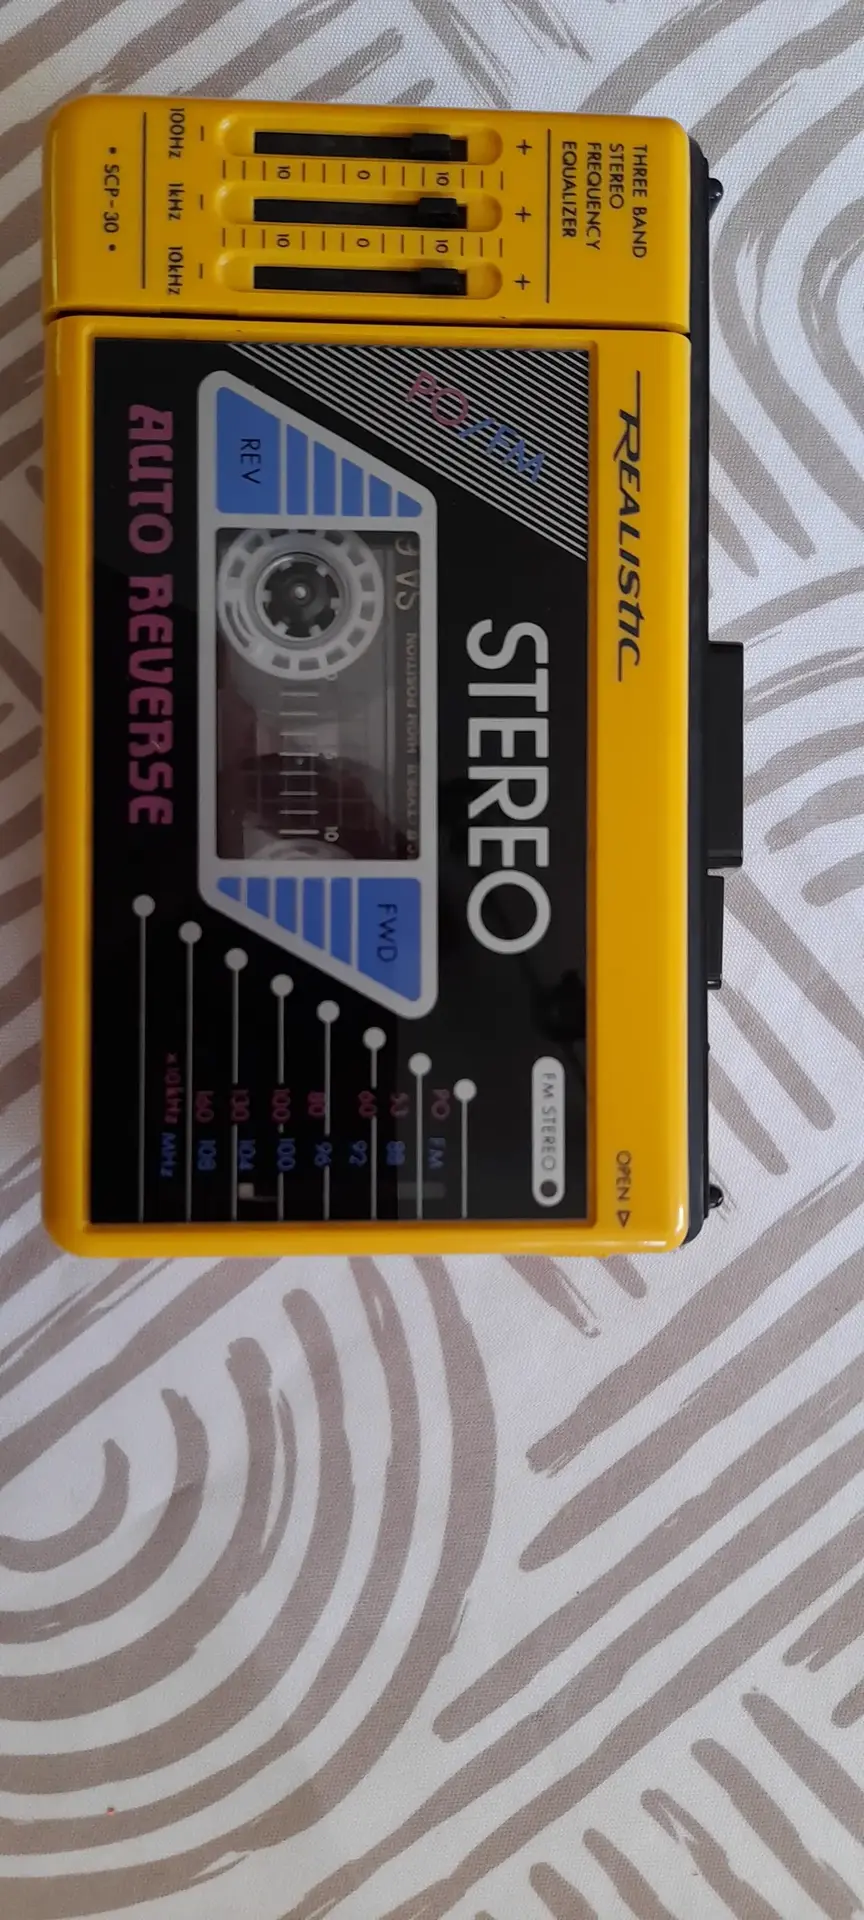 THREE BAND
STEREO
FREQUENCY
EQUALIZER
+ + +
10 10
0 0
10 10
- - -
100Hz 1kHz 10kHz
• SCP-30 •
REALISTIC
OPEN
PO/FM
STEREO
FM STEREO
REV
FWD
SA
10
AUTO REVERSE
PO FM
53 88
60 92
80 96
100 100
130 104
160 108
×10kHz MHz